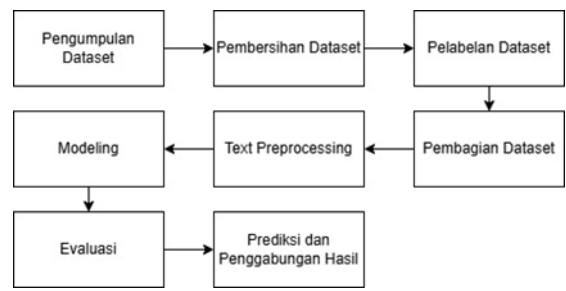 Pengumpulan
Dataset
Pembersihan Dataset
Pelabelan Dataset
Modeling
Text Preprocessing
Pembagian Dataset
Evaluasi
Prediksi dan
Penggabungan Hasil